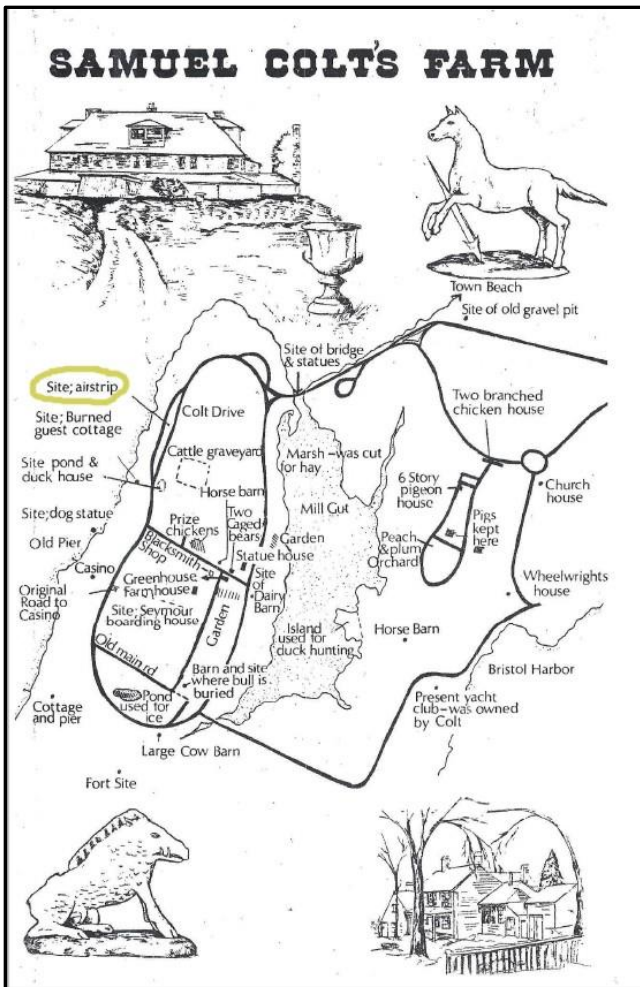 SAMUEL COLT'S FARM
Town Beach
Site of old gravel pit
Site of bridge
& statues
Site; airstrip
Colt Drive
Two branched
chicken house
Site; Burned
guest cottage
Cattle graveyard
Marsh-was cut
for hay
Site pond &
duck house
Horse barn
6 Story
pigeon
house
Church
house
Mill Gut
Site; dog statue
Prize
chickens
Two
Caged
bears
Garden
Pigs
kept
here
Old Pier
Blacksmith
Shop
Statue house
Peach
& plum
Orchard
Casino
Greenhouse
Farmhouse
Site
of
Dairy
Barn
Original
Road to
Casino
Site; Seymour
boarding house
Garden
Wheelwrights
house
Island
used for
duck hunting
Horse Barn
Old main rd
Barn and site
where bull is
buried
Bristol Harbor
Cottage
and pier
Pond
used for
ice
Present yacht
club-was owned
by Colt
Large Cow Barn
Fort Site